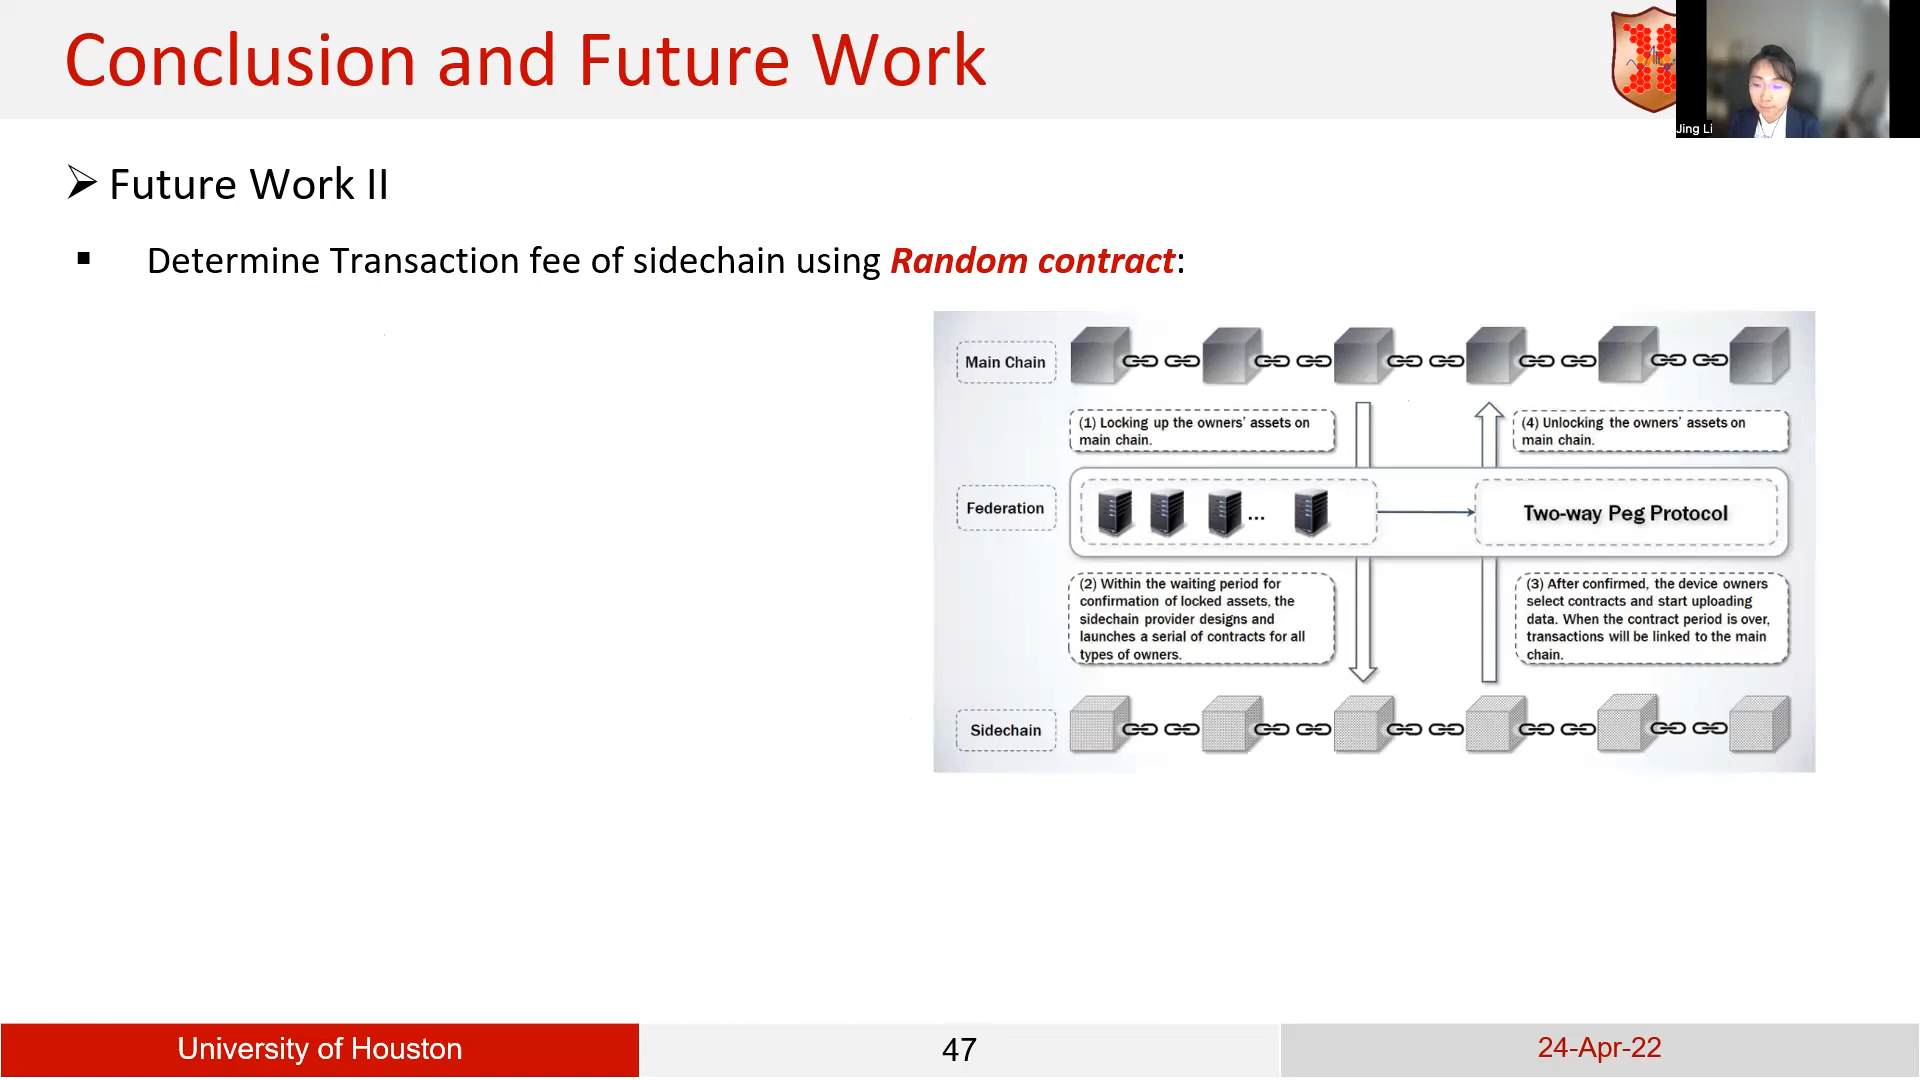 Conclusion and Future Work
Jing Li
➢ Future Work II
▪ Determine Transaction fee of sidechain using Random contract:
Main Chain
(1) Locking up the owners' assets on
main chain.
(4) Unlocking the owners' assets on
main chain.
Federation
...
Two-way Peg Protocol
(2) Within the waiting period for
confirmation of locked assets, the
sidechain provider designs and
launches a serial of contracts for all
types of owners.
(3) After confirmed, the device owners
select contracts and start uploading
data. When the contract period is over,
transactions will be linked to the main
chain.
Sidechain
University of Houston
47
24-Apr-22